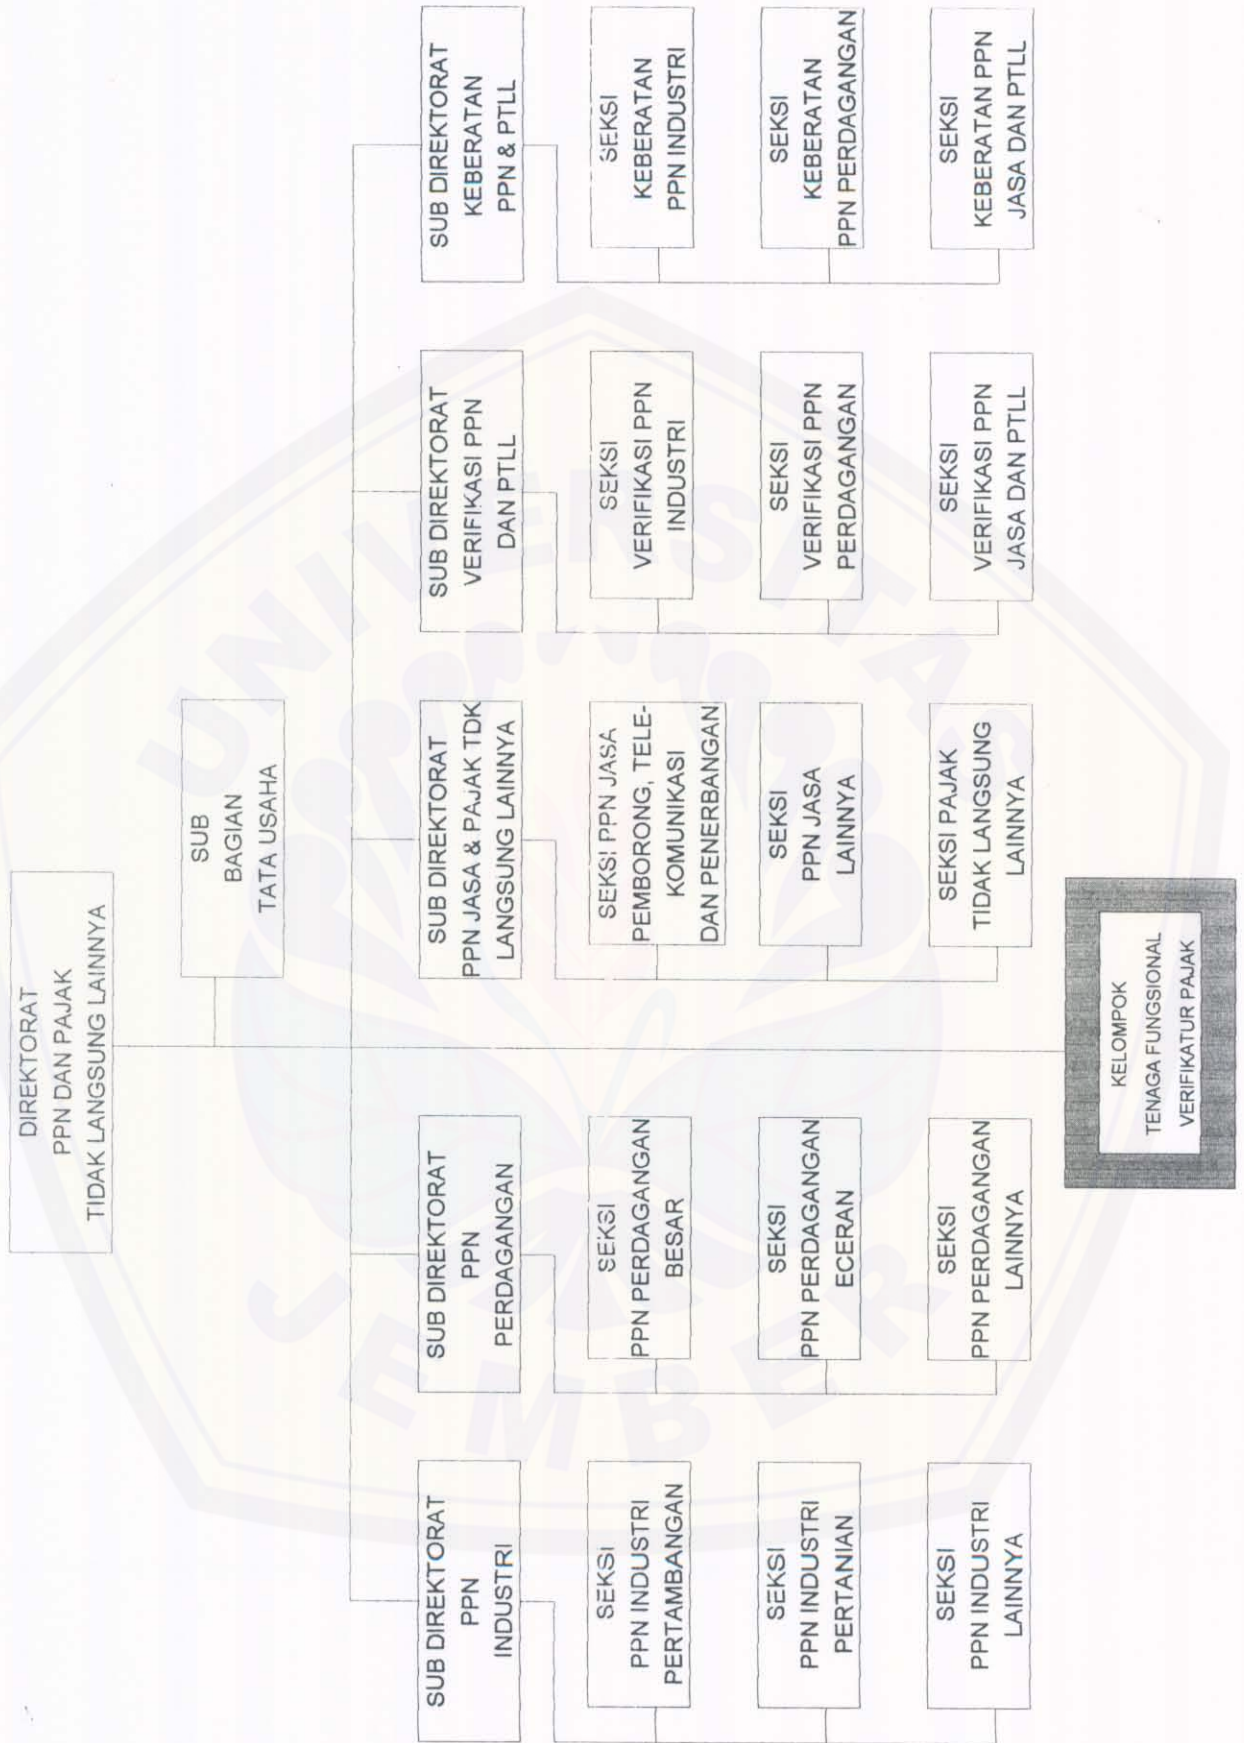 DIREKTORAT
PPN DAN PAJAK
TIDAK LANGSUNG LAINNYA
SUB
BAGIAN
TATA USAHA
SUB DIREKTORAT
PPN
INDUSTRI
SUB DIREKTORAT
PPN
PERDAGANGAN
SUB DIREKTORAT
PPN JASA & PAJAK TDK
LANGSUNG LAINNYA
SUB DIREKTORAT
VERIFIKASI PPN
DAN PTLL
SUB DIREKTORAT
KEBERATAN
PPN & PTLL
SEKSI
PPN INDUSTRI
PERTAMBANGAN
SEKSI
PPN PERDAGANGAN
BESAR
SEKSI PPN JASA
PEMBORONG, TELE-
KOMUNIKASI
DAN PENERBANGAN
SEKSI
VERIFIKASI PPN
INDUSTRI
SEKSI
KEBERATAN
PPN INDUSTRI
SEKSI
PPN INDUSTRI
PERTANIAN
SEKSI
PPN PERDAGANGAN
ECERAN
SEKSI
PPN JASA
LAINNYA
SEKSI
VERIFIKASI PPN
PERDAGANGAN
SEKSI
KEBERATAN
PPN PERDAGANGAN
SEKSI
PPN INDUSTRI
LAINNYA
SEKSI
PPN PERDAGANGAN
LAINNYA
SEKSI PAJAK
TIDAK LANGSUNG
LAINNYA
SEKSI
VERIFIKASI PPN
JASA DAN PTLL
SEKSI
KEBERATAN PPN
JASA DAN PTLL
KELOMPOK
TENAGA FUNGSIONAL
VERIFIKATUR PAJAK
UNIVERSITAS
JEMBER